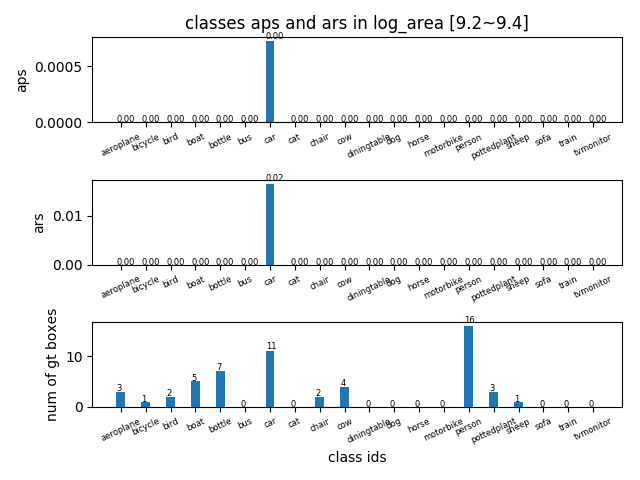 classes aps and ars in log_area [9.2~9.4]
aps
0.0005
0.0000
0.00 0.00 0.00 0.00 0.00 0.00 0.00 0.00 0.00 0.00 0.00 0.00 0.00 0.00 0.00 0.00 0.00 0.00 0.00 0.00
aeroplane bicycle bird boat bottle bus car cat chair cow diningtable dog horse motorbike person pottedplant sheep sofa train tvmonitor
ars
0.01
0.00
0.00 0.00 0.00 0.00 0.00 0.00 0.02 0.00 0.00 0.00 0.00 0.00 0.00 0.00 0.00 0.00 0.00 0.00 0.00 0.00
aeroplane bicycle bird boat bottle bus car cat chair cow diningtable dog horse motorbike person pottedplant sheep sofa train tvmonitor
num of gt boxes
10
0
3 1 2 5 7 0 11 0 2 4 0 0 0 0 16 3 1 0 0 0
aeroplane bicycle bird boat bottle bus car cat chair cow diningtable dog horse motorbike person pottedplant sheep sofa train tvmonitor
class ids